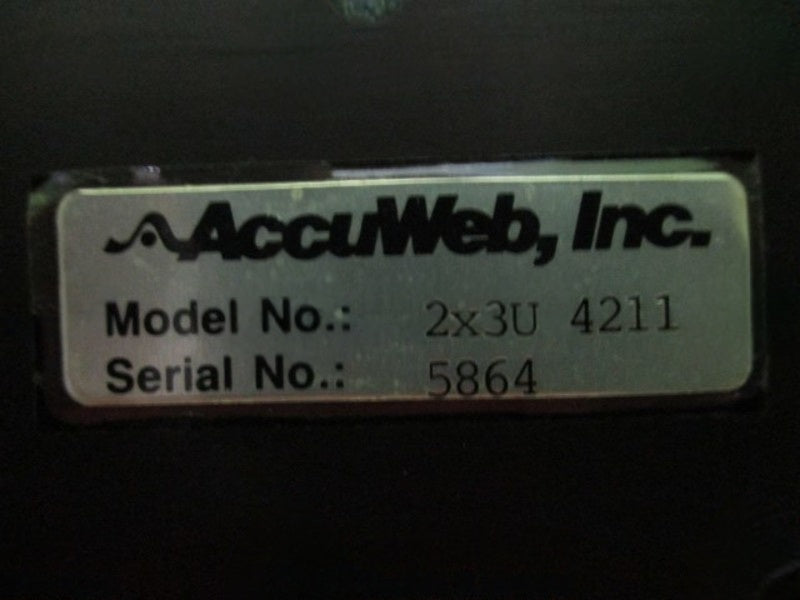 AccuWeb, Inc.
Model No.: 2x3U 4211
Serial No.: 5864